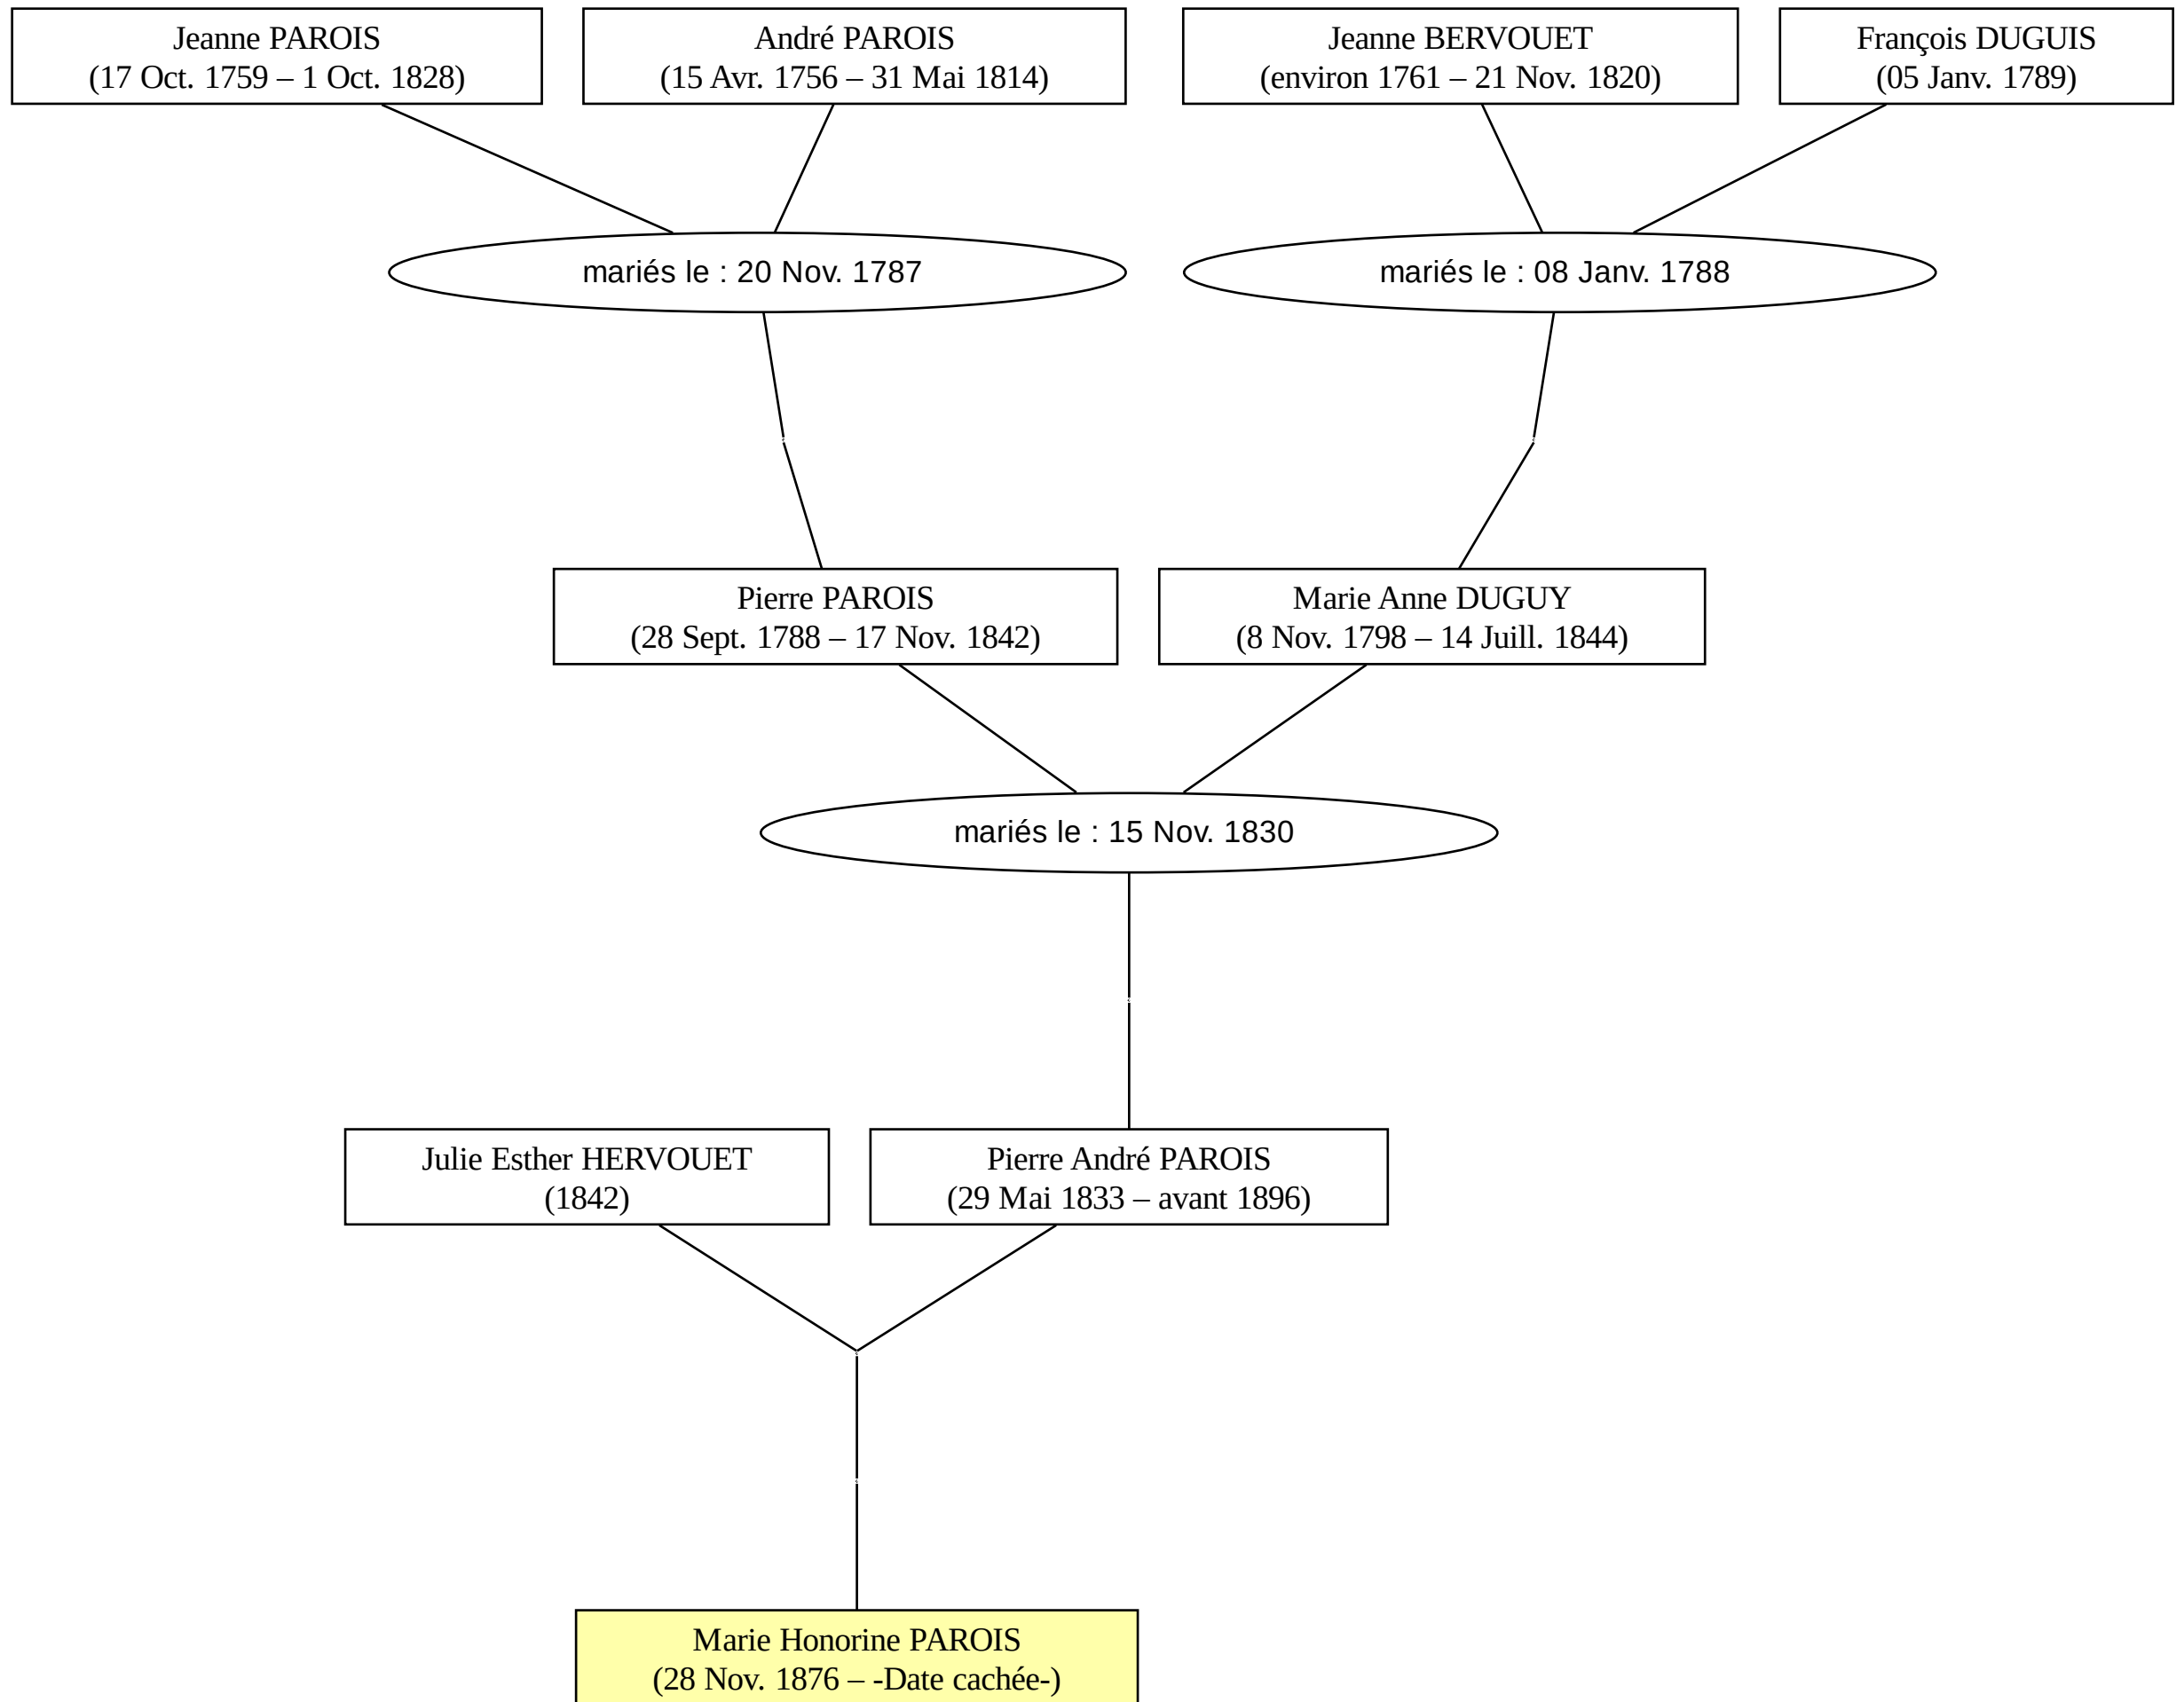 Jeanne PAROIS
(17 Oct. 1759 – 1 Oct. 1828)
André PAROIS
(15 Avr. 1756 – 31 Mai 1814)
Jeanne BERVOUET
(environ 1761 – 21 Nov. 1820)
François DUGUIS
(05 Janv. 1789)
mariés le : 20 Nov. 1787
mariés le : 08 Janv. 1788
Pierre PAROIS
(28 Sept. 1788 – 17 Nov. 1842)
Marie Anne DUGUY
(8 Nov. 1798 – 14 Juill. 1844)
mariés le : 15 Nov. 1830
Julie Esther HERVOUET
(1842)
Pierre André PAROIS
(29 Mai 1833 – avant 1896)
Marie Honorine PAROIS
(28 Nov. 1876 – -Date cachée-)